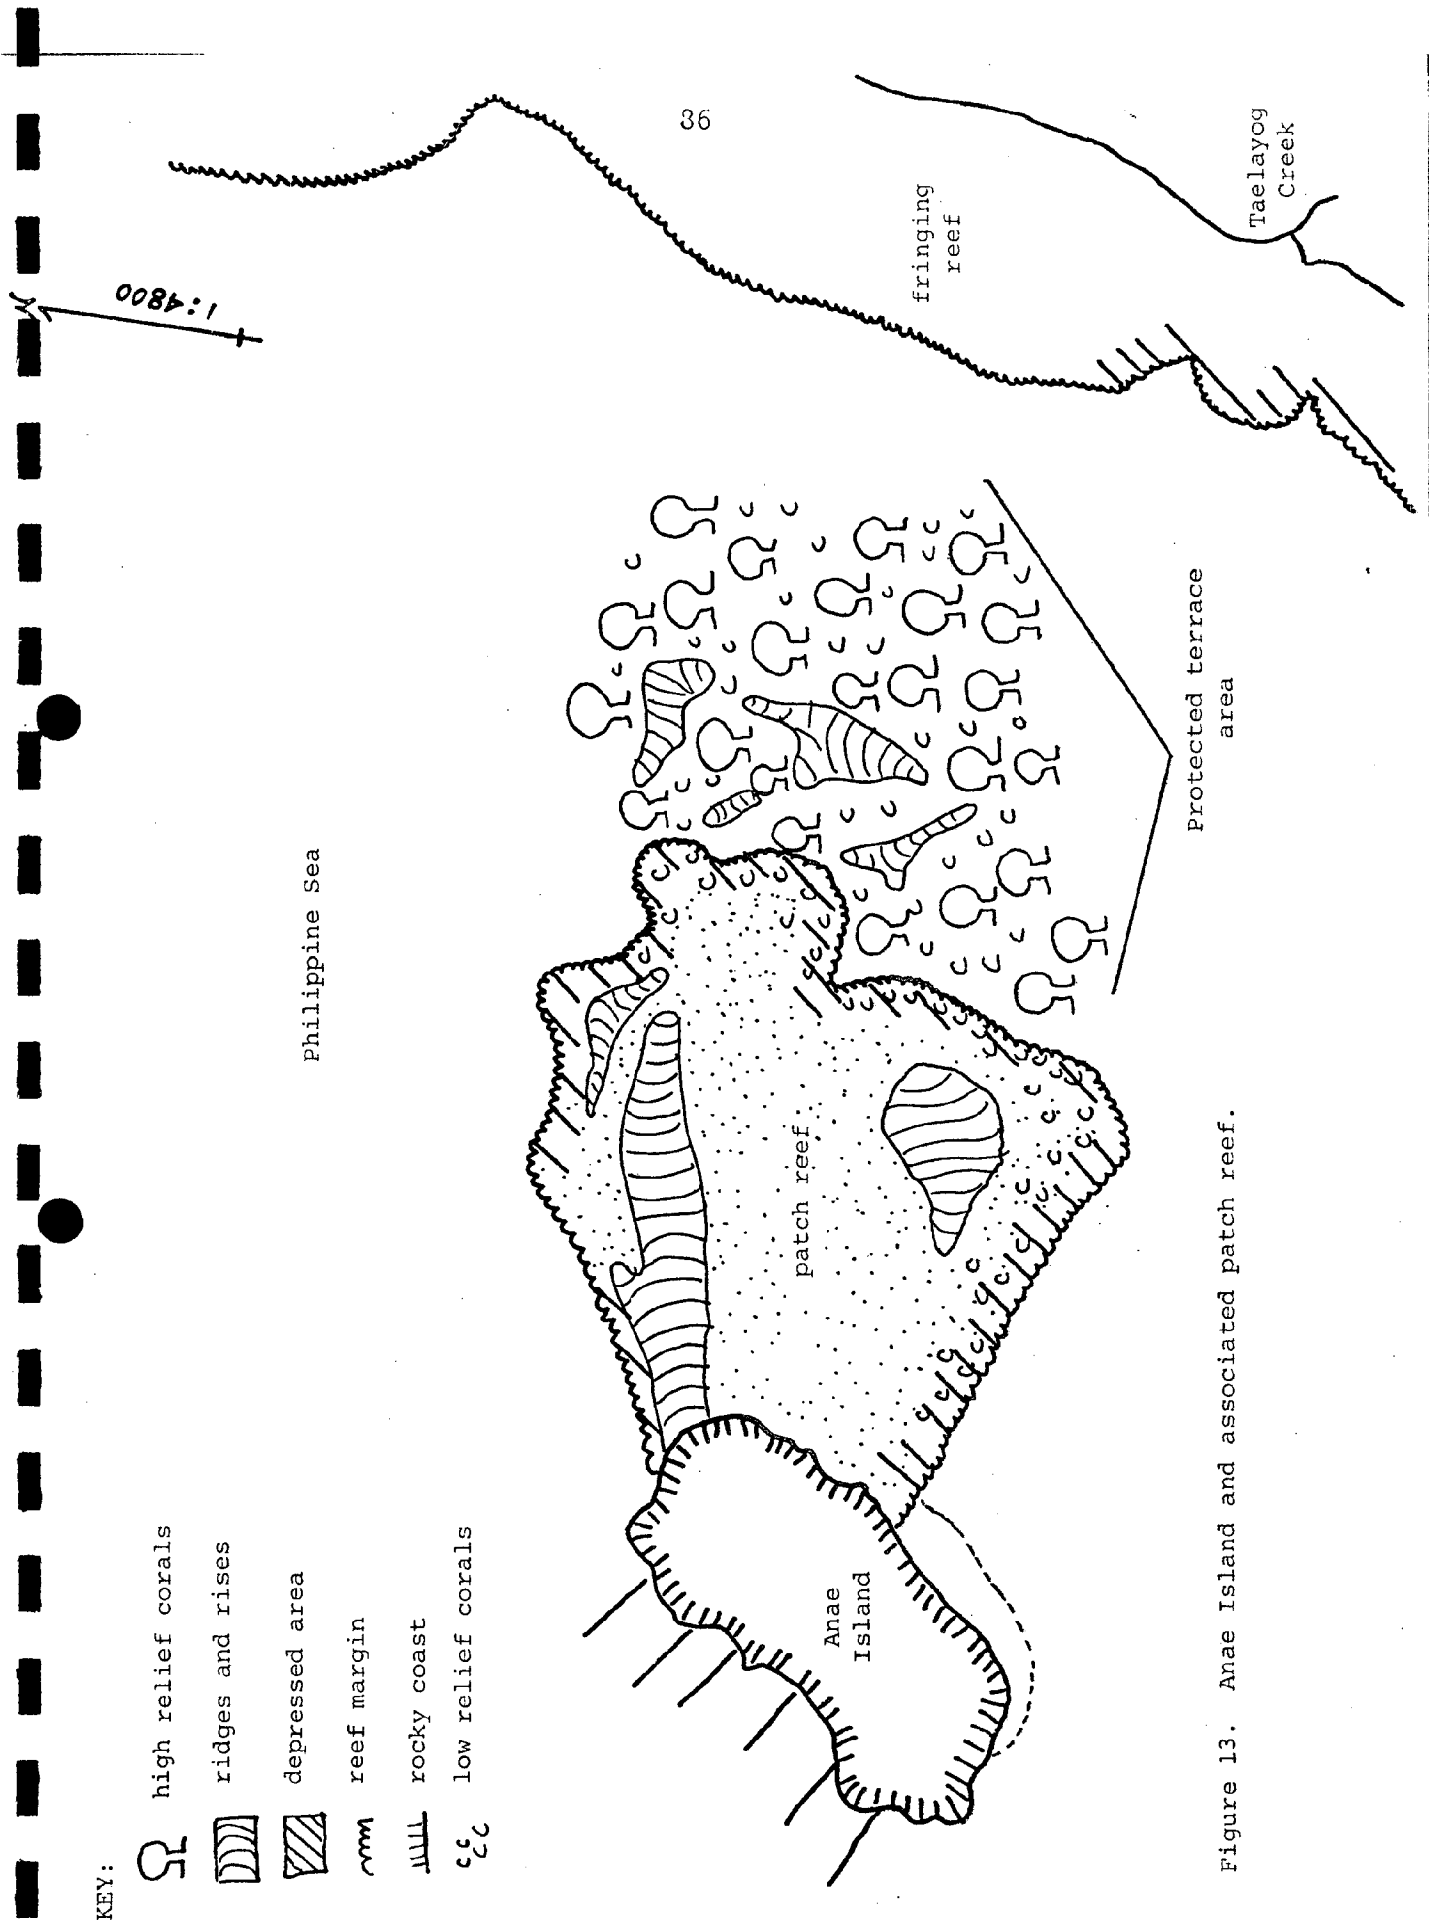 36
KEY:
high relief corals
ridges and rises
depressed area
reef margin
rocky coast
low relief corals
N
1:4800
Philippine Sea
fringing
reef
Taelayog
Creek
patch reef
Anae
Island
Protected terrace
area
Figure 13. Anae Island and associated patch reef.